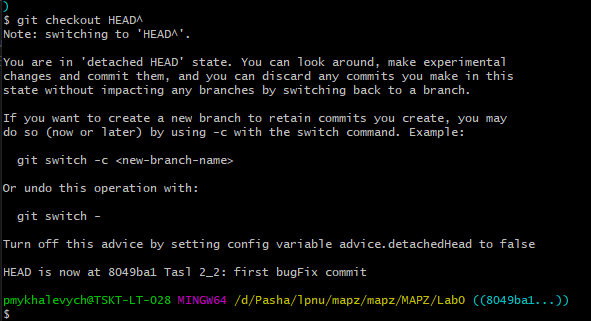 )
$ git checkout HEAD^
Note: switching to 'HEAD^'.
You are in 'detached HEAD' state. You can look around, make experimental
changes and commit them, and you can discard any commits you make in this
state without impacting any branches by switching back to a branch.
If you want to create a new branch to retain commits you create, you may
do so (now or later) by using -c with the switch command. Example:
git switch -c <new-branch-name>
Or undo this operation with:
git switch -
Turn off this advice by setting config variable advice.detachedHead to false
HEAD is now at 8049ba1 Tasl 2_2: first bugFix commit
pmykhalevych@TSKT-LT-028 MINGW64 /d/Pasha/lpnu/mapz/mapz/MAPZ/Lab0 ((8049ba1...))
$